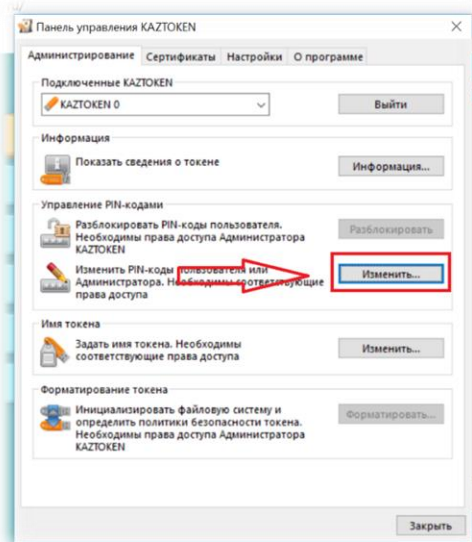 Панель управления KAZTOKEN
Администрирование Сертификаты Настройки О программе
Подключенные KAZTOKEN
KAZTOKEN 0
Выйти
Информация
Показать сведения о токене
Информация...
Управление PIN-кодами
Разблокировать PIN-коды пользователя.
Необходимы права доступа Администратора
KAZTOKEN
Разблокировать
Изменить PIN-коды пользователя или
Администратора. Необходимы соответствующие
права доступа
Изменить...
Имя токена
Задать имя токена. Необходимы
соответствующие права доступа
Изменить...
Форматирование токена
Инициализировать файловую систему и
определить политики безопасности токена.
Необходимы права доступа Администратора
KAZTOKEN
Форматировать...
Закрыть